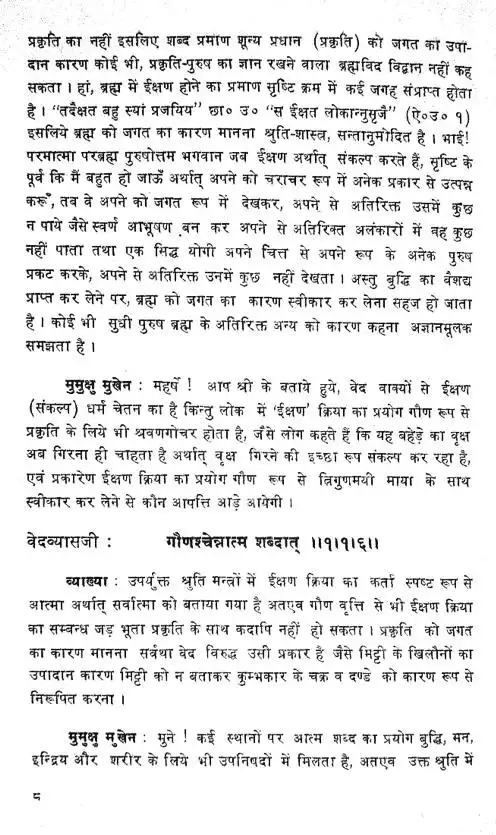 प्रकृति का नहीं इसलिए शब्द प्रमाण शून्य प्रधान (प्रकृति) को जगत का उपा-
दान कारण कोई भी, प्रकृति-पुरुष का ज्ञान रखने वाला ब्रह्मविद विद्वान नहीं कह
सकता । हां, ब्रह्म में ईक्षण होने का प्रमाण सृष्टि क्रम में कई जगह संप्राप्त होता
है । "तदैक्षत बहु स्यां प्रजयिय" छा० उ० "स ईक्षत लोकान्नुसृजै" (ऐ०उ० १)
इसलिये ब्रह्म को जगत का कारण मानना श्रुति-शास्त्र, सन्तानुमोदित है । भाई!
परमात्मा परब्रह्म पुरुषोत्तम भगवान जब ईक्षण अर्थात् संकल्प करते हैं, सृष्टि के
पूर्व कि मैं बहुत हो जाऊँ अर्थात् अपने को चराचर रूप में अनेक प्रकार से उत्पन्न
करूँ, तब वे अपने को जगत रूप में देखकर, अपने से अतिरिक्त उसमें कुछ
न पाये जैसे स्वर्ण आभूषण बन कर अपने से अतिरिक्त अलंकारों में वह कुछ
नहीं पाता तथा एक सिद्ध योगी अपने चित्त से अपने रूप के अनेक पुरुष
प्रकट करके, अपने से अतिरिक्त उनमें कुछ नहीं देखता । अस्तु बुद्धि का वैशद्य
प्राप्त कर लेने पर, ब्रह्म को जगत का कारण स्वीकार कर लेना सहज हो जाता
है । कोई भी सुधी पुरुष ब्रह्म के अतिरिक्त अन्य को कारण कहना अज्ञानमूलक
समझता है ।
मुमुक्षु मुखेन : महर्षे ! आप श्री के बताये हुये, वेद वाक्यों से ईक्षण
(संकल्प) धर्म चेतन का है किन्तु लोक में 'ईक्षण' क्रिया का प्रयोग गौण रूप से
प्रकृति के लिये भी श्रवणगोचर होता है, जैसे लोग कहते हैं कि यह बहेड़े का वृक्ष
अब गिरना ही चाहता है अर्थात् वृक्ष गिरने की इच्छा रूप संकल्प कर रहा है,
एवं प्रकारेण ईक्षण क्रिया का प्रयोग गौण रूप से त्रिगुणमयी माया के साथ
स्वीकार कर लेने से कौन आपत्ति आड़े आयेगी ।
वेदव्यासजी : गौणश्चेन्नात्म शब्दात् ।।१।१।६।।
व्याख्या : उपर्युक्त श्रुति मन्त्रों में ईक्षण क्रिया का कर्ता स्पष्ट रूप से
आत्मा अर्थात् सर्वात्मा को बताया गया है अतएव गौण वृत्ति से भी ईक्षण क्रिया
का सम्बन्ध जड़ भूता प्रकृति के साथ कदापि नहीं हो सकता । प्रकृति को जगत
का कारण मानना सर्वथा वेद विरुद्ध उसी प्रकार है जैसे मिट्टी के खिलौनों का
उपादान कारण मिट्टी को न बताकर कुम्भकार के चक्र व दण्डे को कारण रूप से
निरूपित करना ।
मुमुक्षु मुखेन : मुने ! कई स्थानों पर आत्म शब्द का प्रयोग बुद्धि, मन,
इन्द्रिय और शरीर के लिये भी उपनिषदों में मिलता है, अतएव उक्त श्रुति में
८